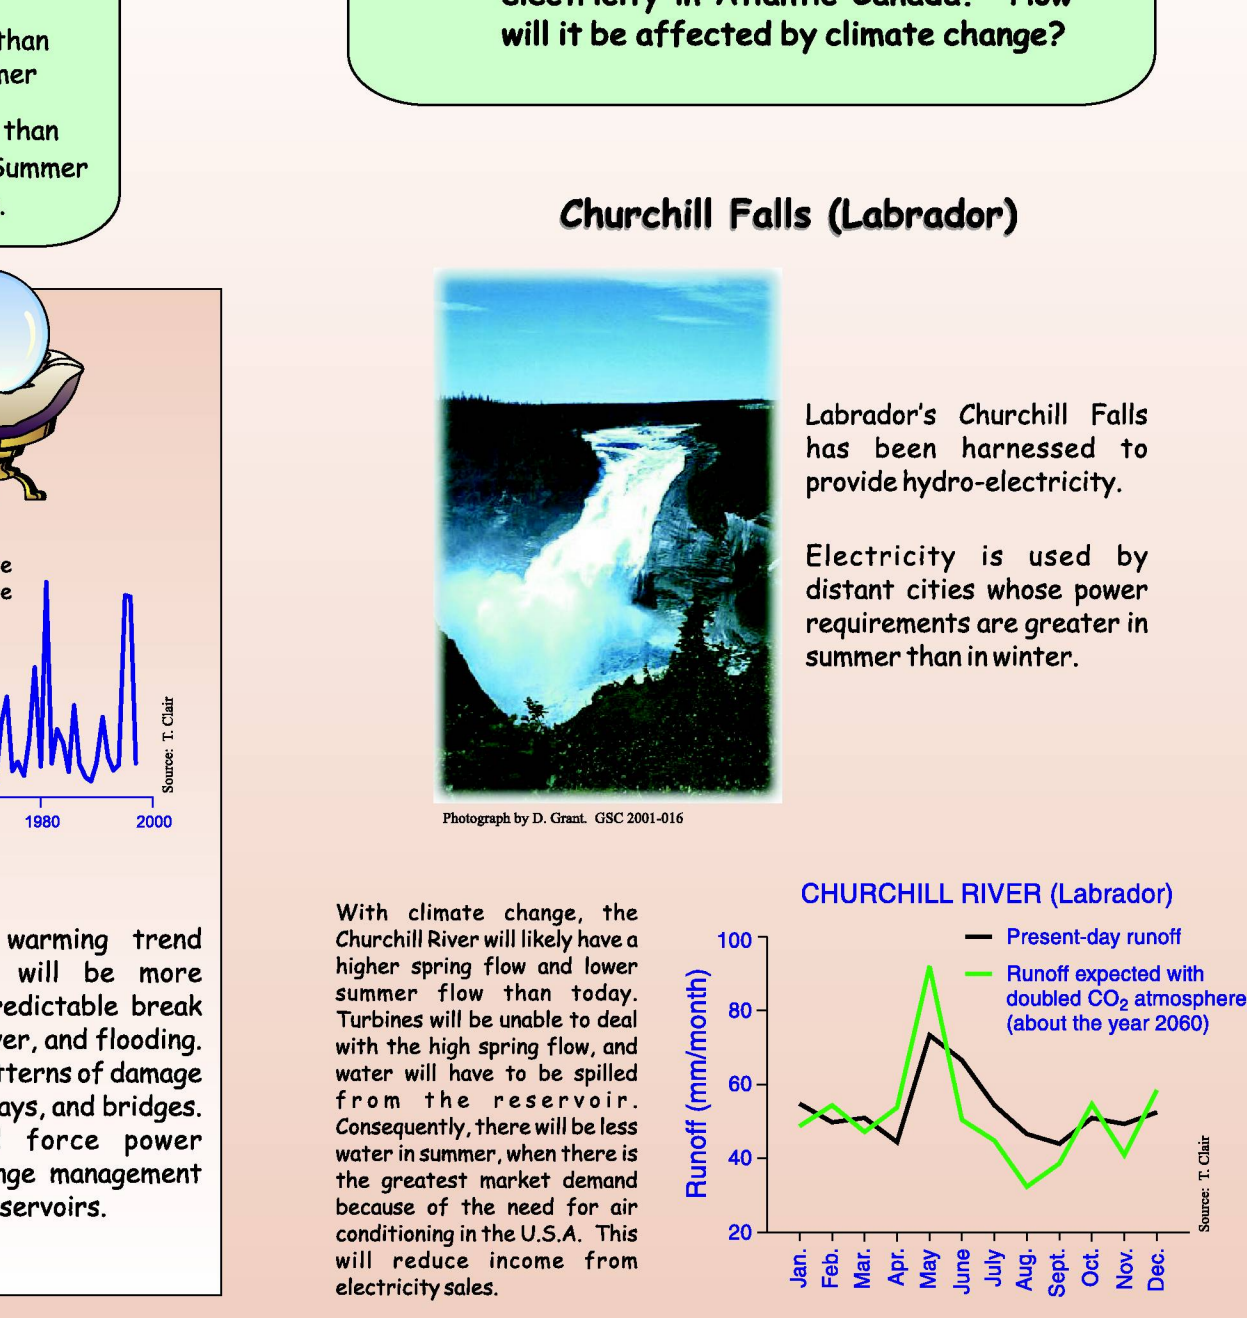 than
mer
than
Summer
electricity in Atlantic Canada? How
will it be affected by climate change?
Churchill Falls (Labrador)
Labrador's Churchill Falls
has been harnessed to
provide hydro-electricity.
Electricity is used by
distant cities whose power
requirements are greater in
summer than in winter.
Photograph by D. Grant. GSC 2001-016
e
e
Source: T. Clair
1980
2000
warming trend
will be more
redictable break
er, and flooding.
tterns of damage
ays, and bridges.
force power
nge management
servoirs.
With climate change, the
Churchill River will likely have a
higher spring flow and lower
summer flow than today.
Turbines will be unable to deal
with the high spring flow, and
water will have to be spilled
from the reservoir.
Consequently, there will be less
water in summer, when there is
the greatest market demand
because of the need for air
conditioning in the U.S.A. This
will reduce income from
electricity sales.
CHURCHILL RIVER (Labrador)
Present-day runoff
Runoff expected with
doubled CO2 atmosphere
(about the year 2060)
Runoff (mm/month)
100
80
60
40
20
Jan.
Feb.
Mar.
Apr.
May
June
July
Aug.
Sept.
Oct.
Nov.
Dec.
Source: T. Clair